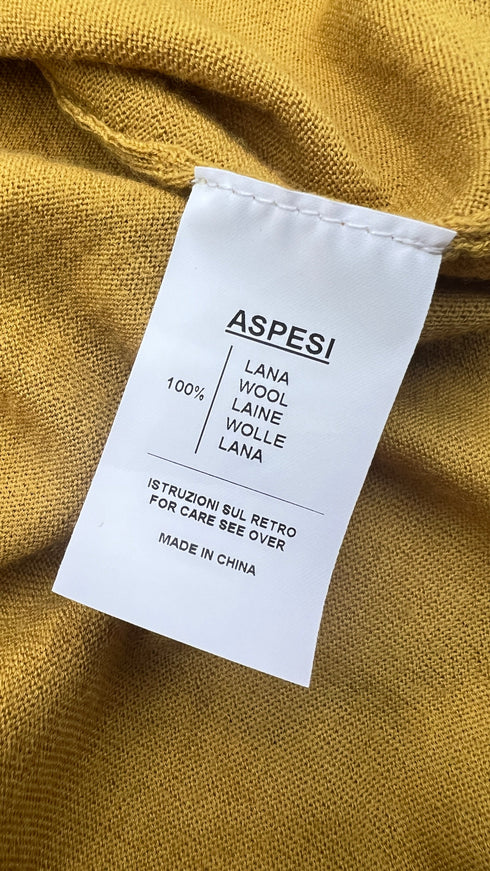 ASPESI
100%
LANA
WOOL
LAINE
WOLLE
LANA
ISTRUZIONI SUL RETRO
FOR CARE SEE OVER
MADE IN CHINA